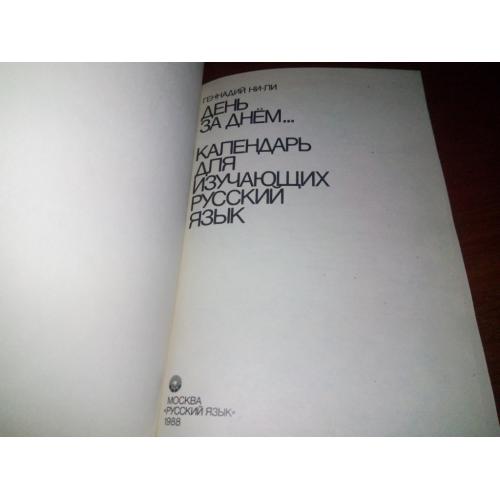 ГЕННАДИЙ НИ-ЛИ
ДЕНЬ
ЗА ДНЁМ...
КАЛЕНДАРЬ
ДЛЯ
ИЗУЧАЮЩИХ
РУССКИЙ
ЯЗЫК
МОСКВА
«РУССКИЙ ЯЗЫК»
1988